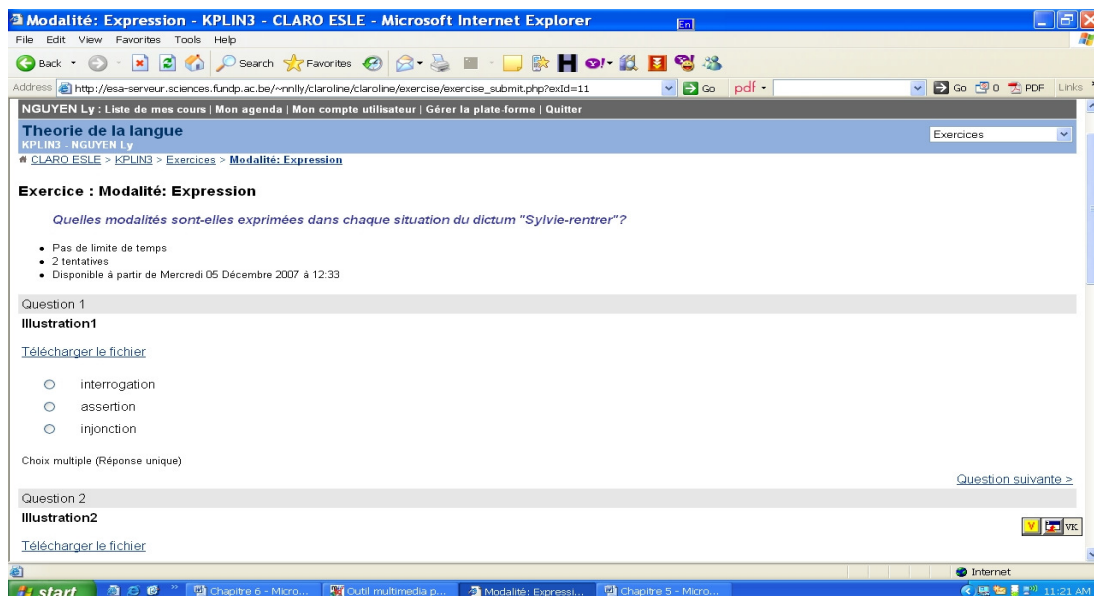 Modalité: Expression - KPLIN3 - CLARO ESLE - Microsoft Internet Explorer
En
File Edit View Favorites Tools Help
Back Search Favorites
Address http://esa-serveur.sciences.fundp.ac.be/~nnlly/claroline/claroline/exercise/exercise_submit.php?exId=11 Go pdf Go 0 PDF Links
NGUYEN Ly : Liste de mes cours | Mon agenda | Mon compte utilisateur | Gérer la plate-forme | Quitter
Theorie de la langue
KPLIN3 - NGUYEN Ly
Exercices
CLARO ESLE > KPLIN3 > Exercices > Modalité: Expression
Exercice : Modalité: Expression
Quelles modalités sont-elles exprimées dans chaque situation du dictum "Sylvie-rentrer"?
• Pas de limite de temps
• 2 tentatives
• Disponible à partir de Mercredi 05 Décembre 2007 à 12:33
Question 1
Illustration1
Télécharger le fichier
interrogation
assertion
injonction
Choix multiple (Réponse unique)
Question suivante >
Question 2
Illustration2
V VK
Télécharger le fichier
Internet
start Chapitre 6 - Micro... Outil multimedia p... Modalité: Expressi... Chapitre 5 - Micro... 11:21 AM